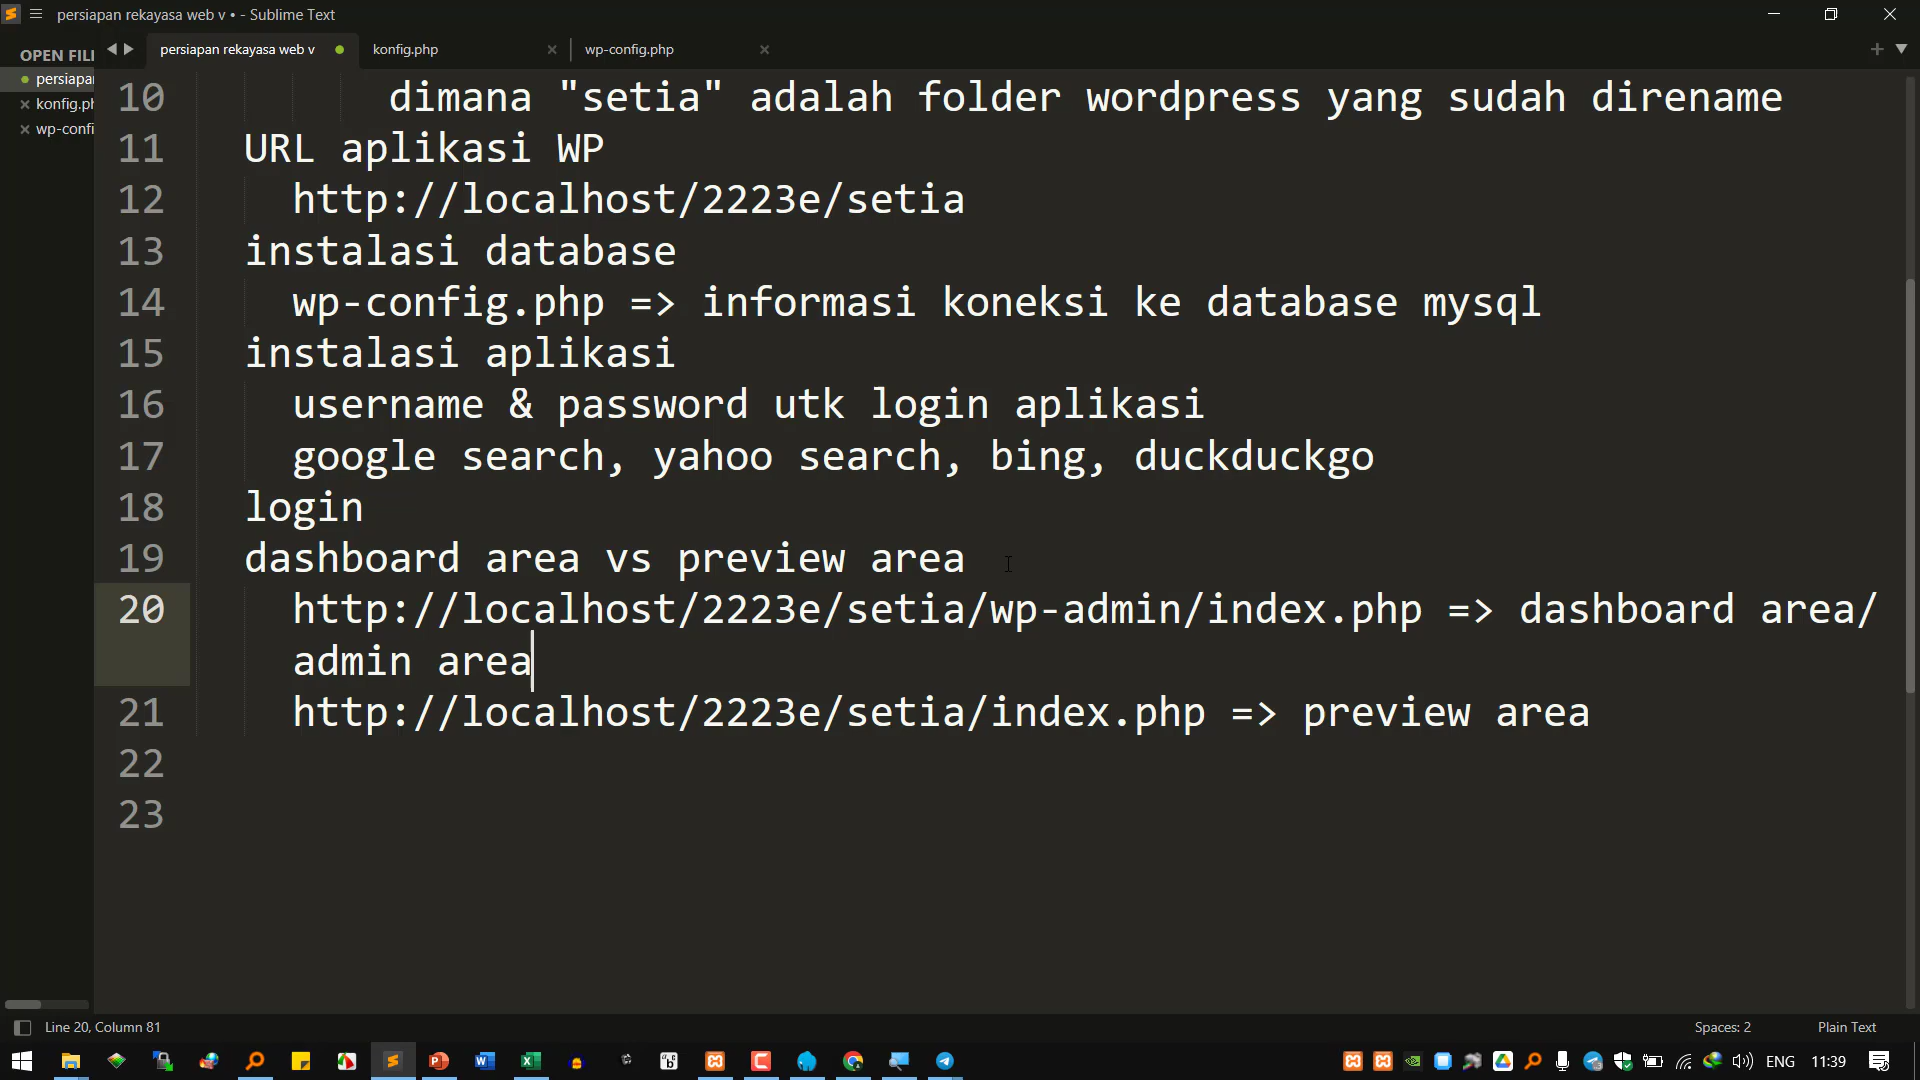 persiapan rekayasa web v • - Sublime Text
OPEN FIL
persiapan rekayasa web v
konfig.php
wp-config.php
persiapar
konfig.ph
wp-confi
10 dimana "setia" adalah folder wordpress yang sudah direname
11 URL aplikasi WP
12 http://localhost/2223e/setia
13 instalasi database
14 wp-config.php => informasi koneksi ke database mysql
15 instalasi aplikasi
16 username & password utk login aplikasi
17 google search, yahoo search, bing, duckduckgo
18 login
19 dashboard area vs preview area
20 http://localhost/2223e/setia/wp-admin/index.php => dashboard area/
admin area
21 http://localhost/2223e/setia/index.php => preview area
22
23
Line 20, Column 81
Spaces: 2
Plain Text
ENG
11:39